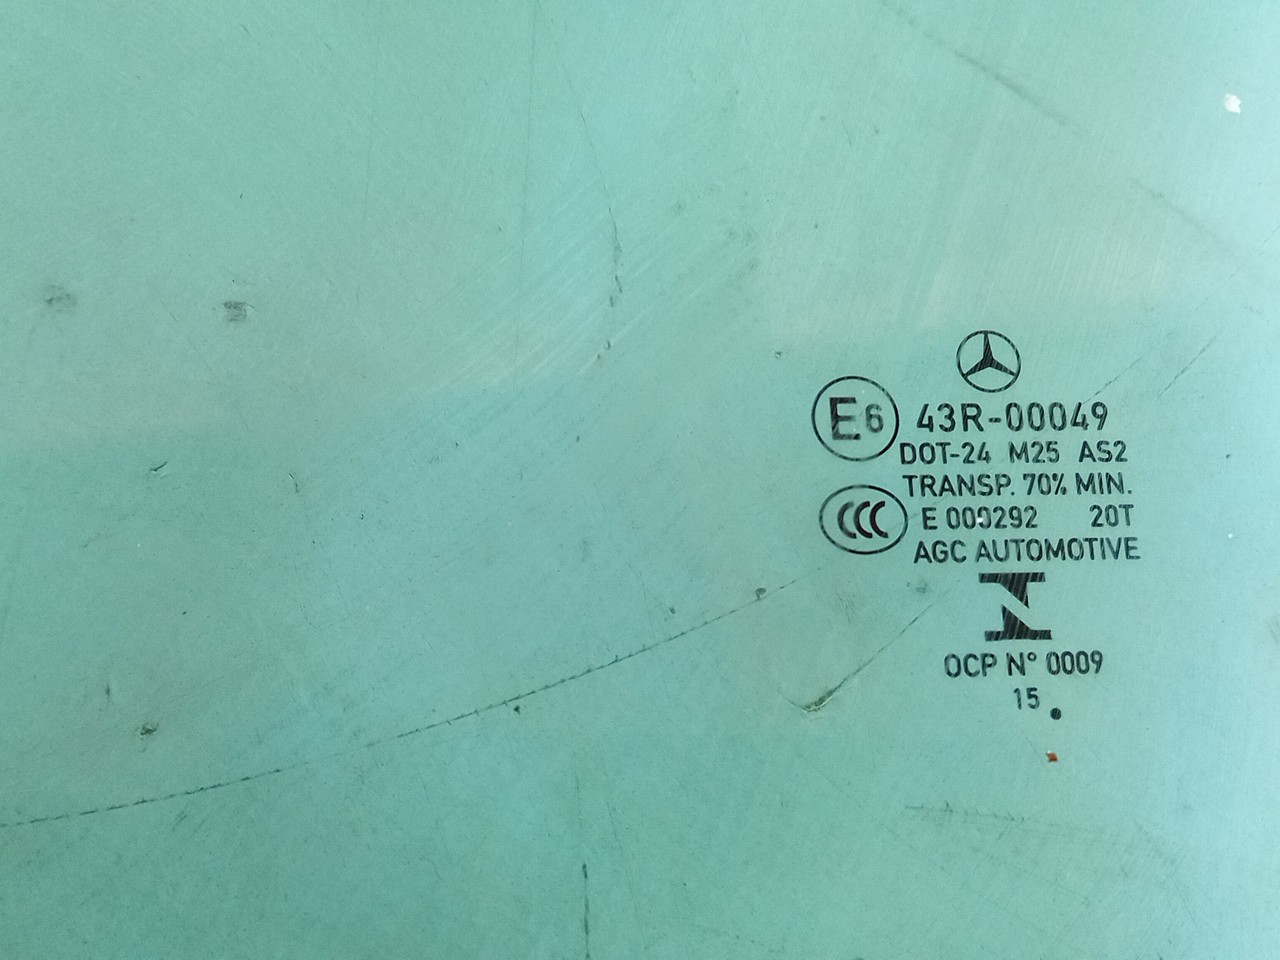 E6 43R-00049
DOT-24 M25 AS2
TRANSP. 70% MIN.
CCC E 000292 20T
AGC AUTOMOTIVE
OCP N° 0009
15